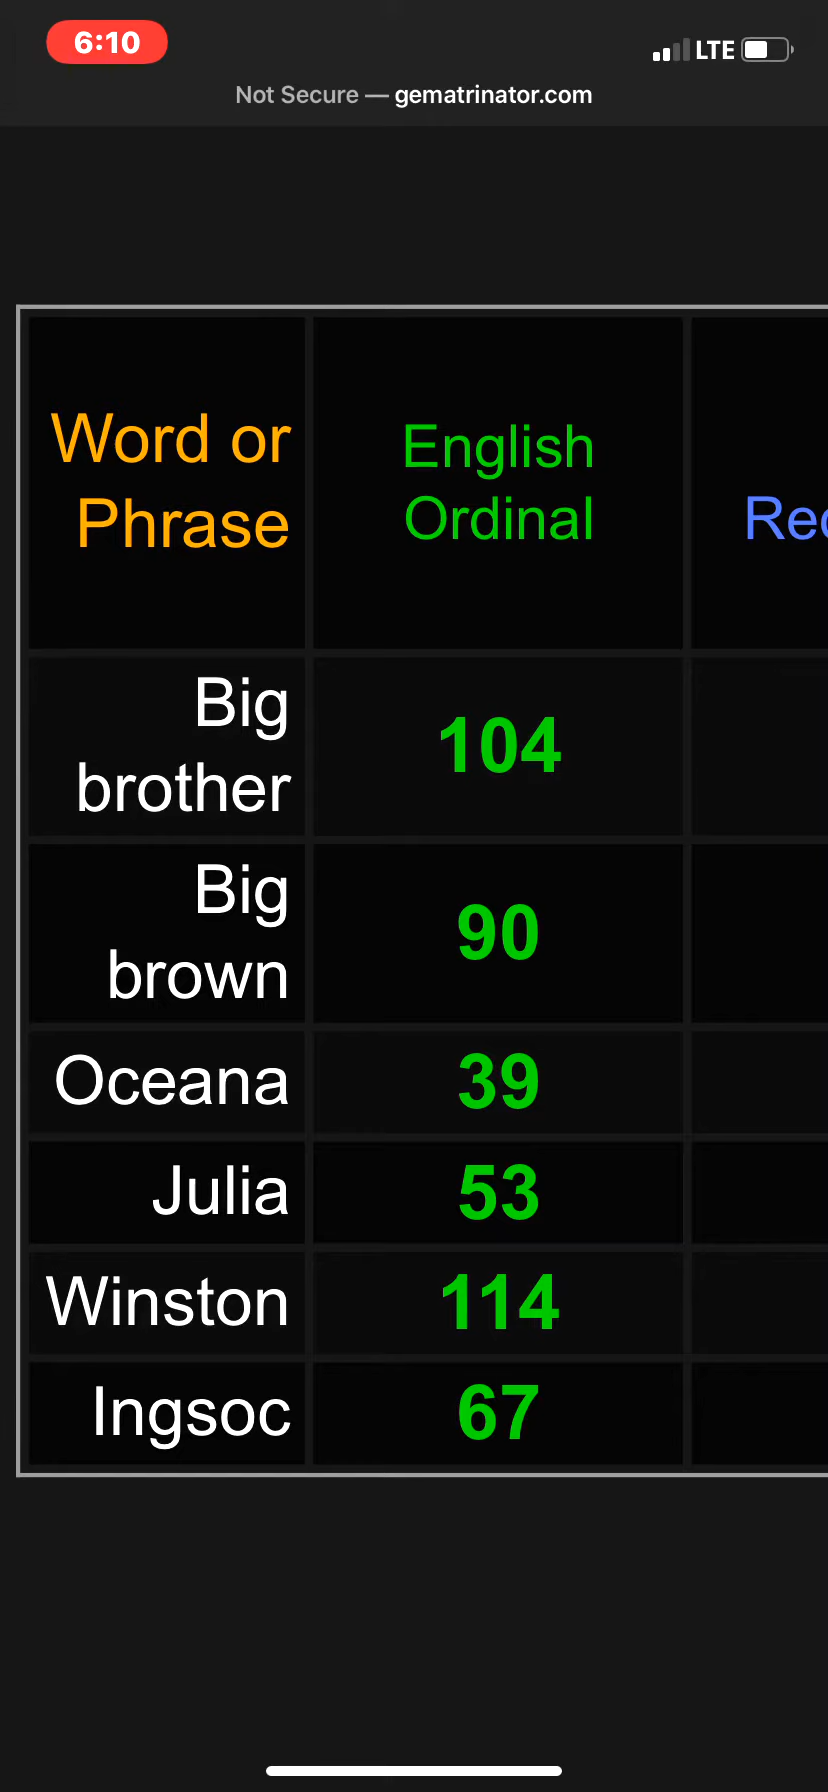 6:10
LTE
Not Secure — gematrinator.com
Word or
Phrase
English
Ordinal
Big
brother
104
Big
brown
90
Oceana
39
Julia
53
Winston
114
Ingsoc
67